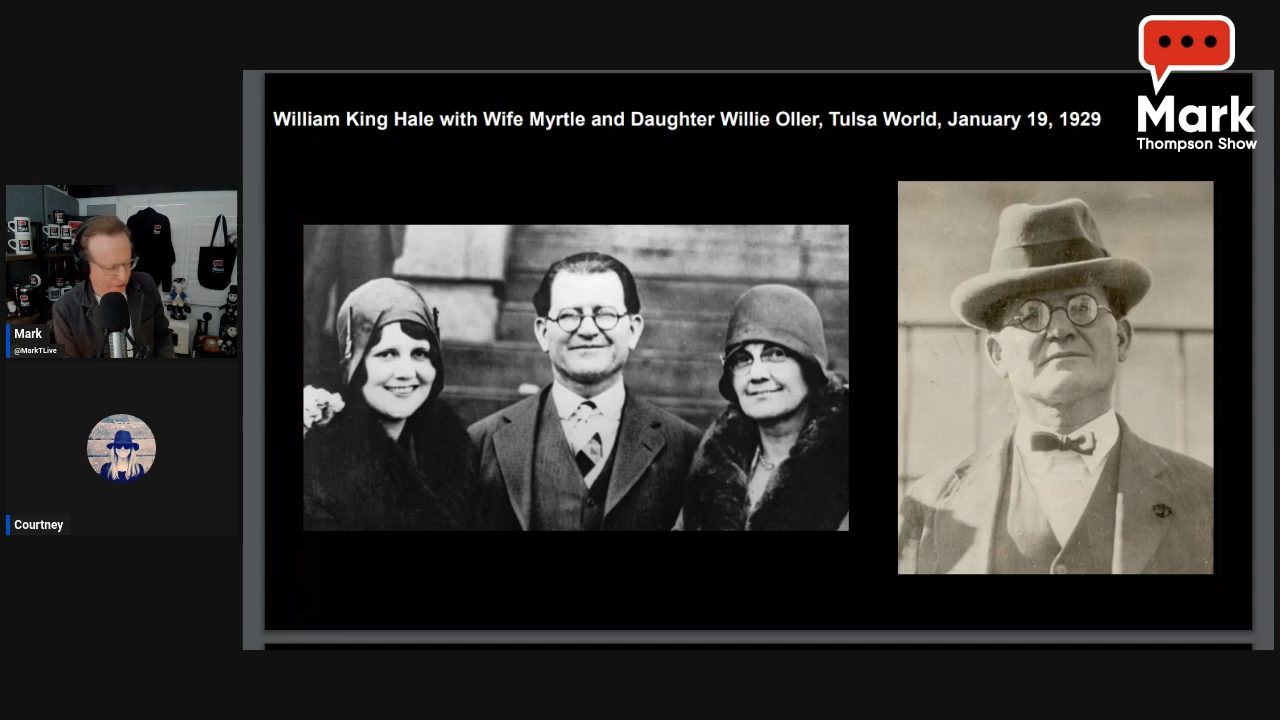 William King Hale with Wife Myrtle and Daughter Willie Oller, Tulsa World, January 19, 1929
Mark
Thompson Show
Mark
@MarkTLive
Courtney